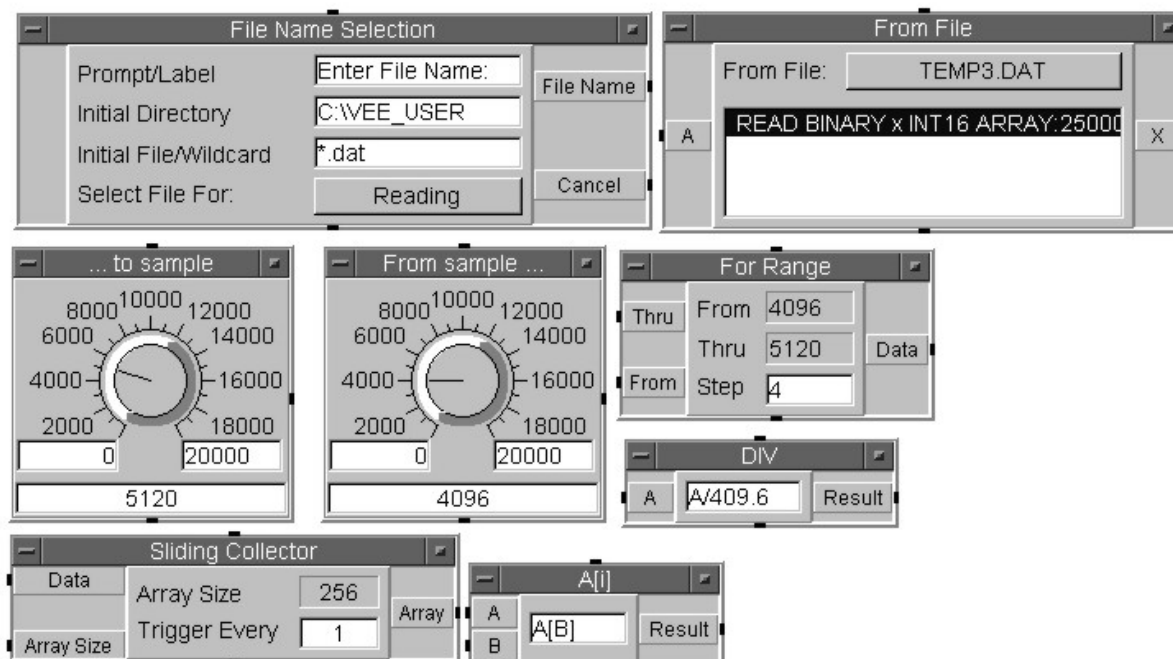 File Name Selection
Prompt/Label
Enter File Name:
Initial Directory
C:\VEE_USER
Initial File/Wildcard
*.dat
Select File For:
Reading
File Name
Cancel
From File
From File:
TEMP3.DAT
A
READ BINARY x INT16 ARRAY:25000
X
... to sample
2000
4000
6000
8000
10000
12000
14000
16000
18000
0
20000
5120
From sample ...
2000
4000
6000
8000
10000
12000
14000
16000
18000
0
20000
4096
For Range
Thru
From
From 4096
Thru 5120
Step 4
Data
DIV
A
A/409.6
Result
Sliding Collector
Data
Array Size
Array Size 256
Trigger Every 1
Array
A[i]
A
B
A[B]
Result